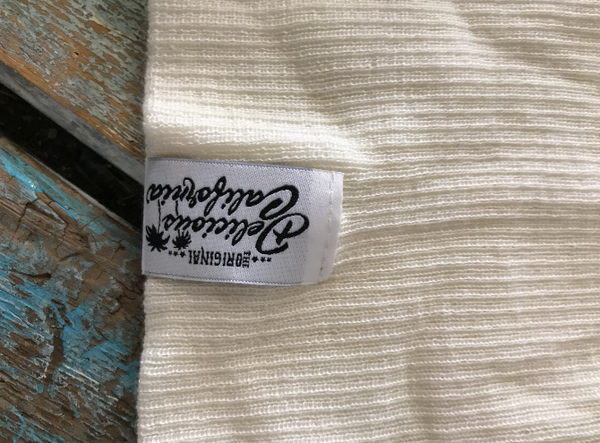 THE
ORIGINAL
Delicious
California